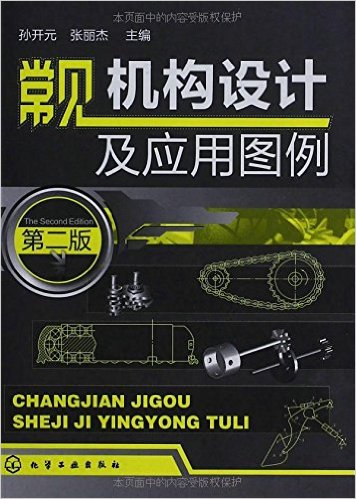 本页面中的内容受版权保护
孙开元 张丽杰 主编
常见机构设计
及应用图例
The Second Edition
第二版
CHANGJIAN JIGOU
SHEJI JI YINGYONG TULI
化学工业出版社
本页面中的内容受版权保护